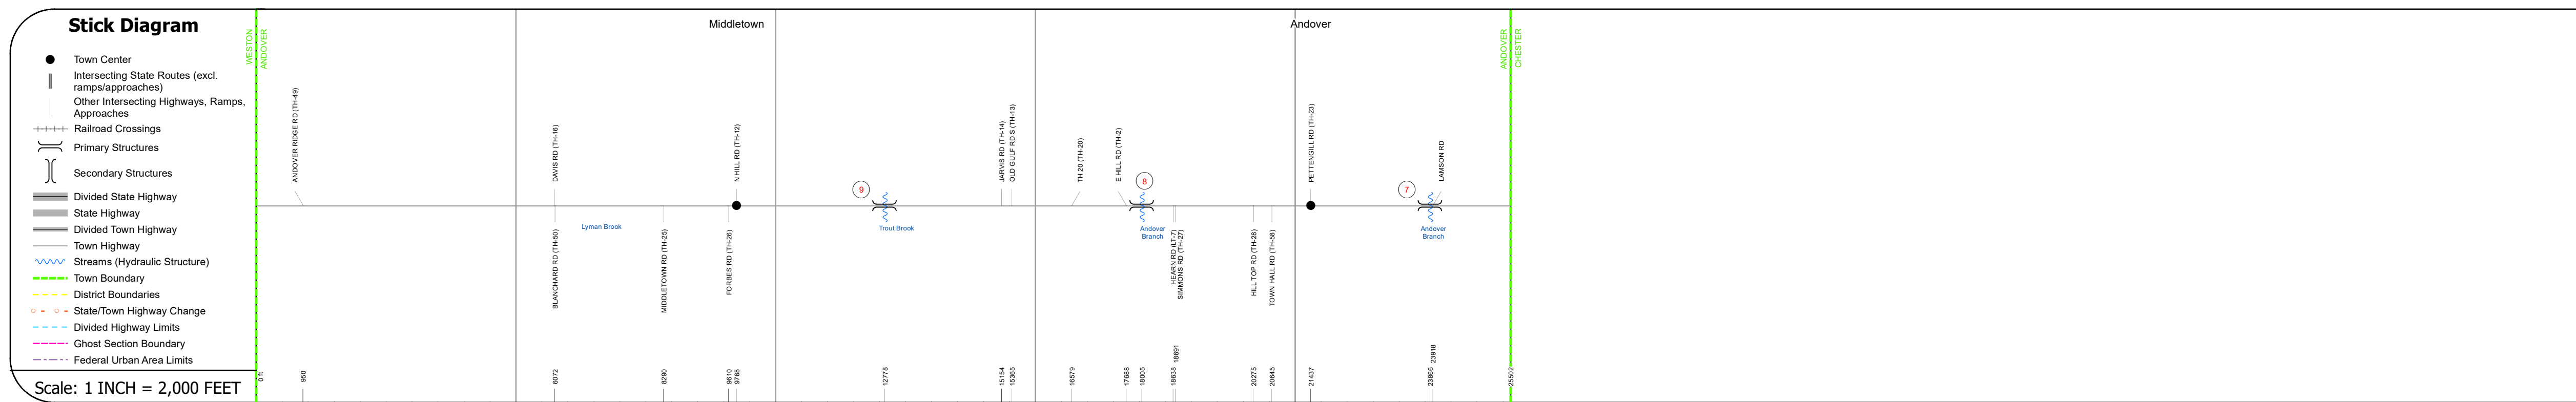 Stick Diagram
Town Center
Intersecting State Routes (excl.
ramps/approaches)
Other Intersecting Highways, Ramps,
Approaches
Railroad Crossings
Primary Structures
Secondary Structures
Divided State Highway
State Highway
Divided Town Highway
Town Highway
Streams (Hydraulic Structure)
Town Boundary
District Boundaries
State/Town Highway Change
Divided Highway Limits
Ghost Section Boundary
Federal Urban Area Limits
Scale: 1 INCH = 2,000 FEET
WESTON
ANDOVER
Middletown
Andover
ANDOVER
CHESTER
ANDOVER RIDGE RD (TH-49)
DAVIS RD (TH-16)
N HILL RD (TH-12)
JARVIS RD (TH-14)
OLD GULF RD S (TH-13)
TH 20 (TH-20)
E HILL RD (TH-2)
PETTENGILL RD (TH-23)
LAMSON RD
9
8
7
Lyman Brook
Trout Brook
Andover
Branch
Andover
Branch
BLANCHARD RD (TH-50)
MIDDLETOWN RD (TH-25)
FORBES RD (TH-26)
HEARN RD (LT-7)
SIMMONS RD (TH-27)
HILL TOP RD (TH-28)
TOWN HALL RD (TH-58)
0 ft
950
6072
8290
9610
9768
12778
15154
15365
16579
17688
18005
18638
18691
20275
20645
21437
23866
23918
25502